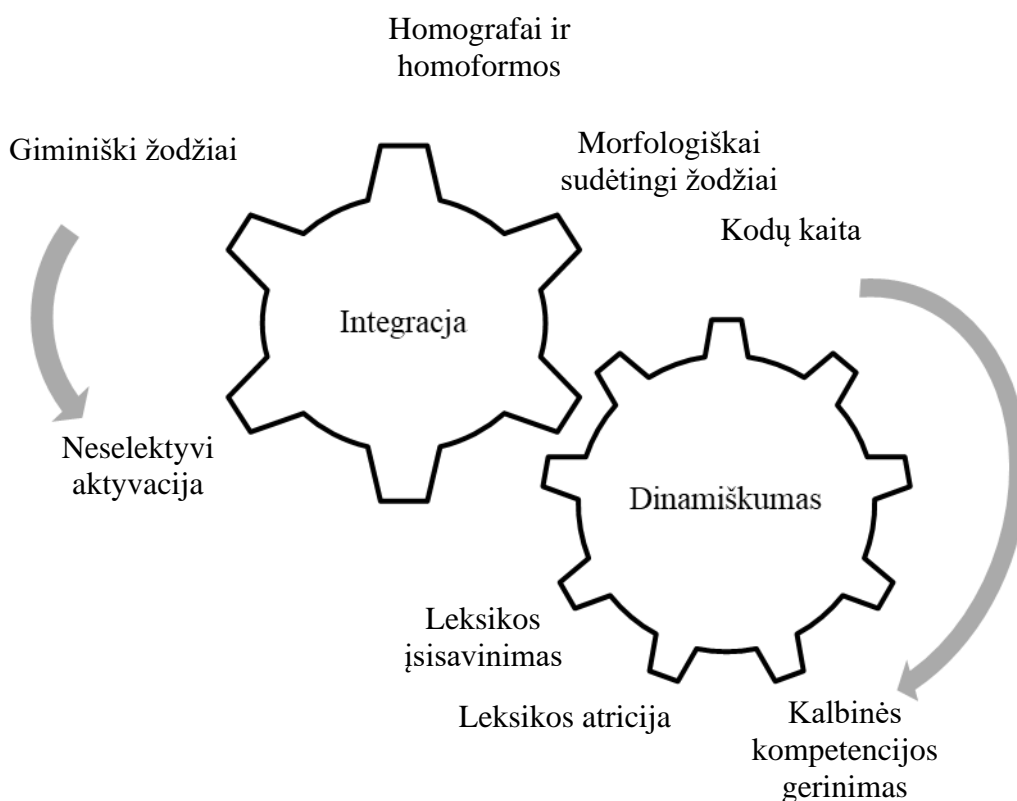 Homografai ir
homoformos
Giminiški žodžiai
Morfologiškai
sudėtingi žodžiai
Kodų kaita
Integracja
Neselektyvi
aktyvacija
Dinamiškumas
Leksikos
įsisavinimas
Leksikos atricija
Kalbinės
kompetencijos
gerinimas